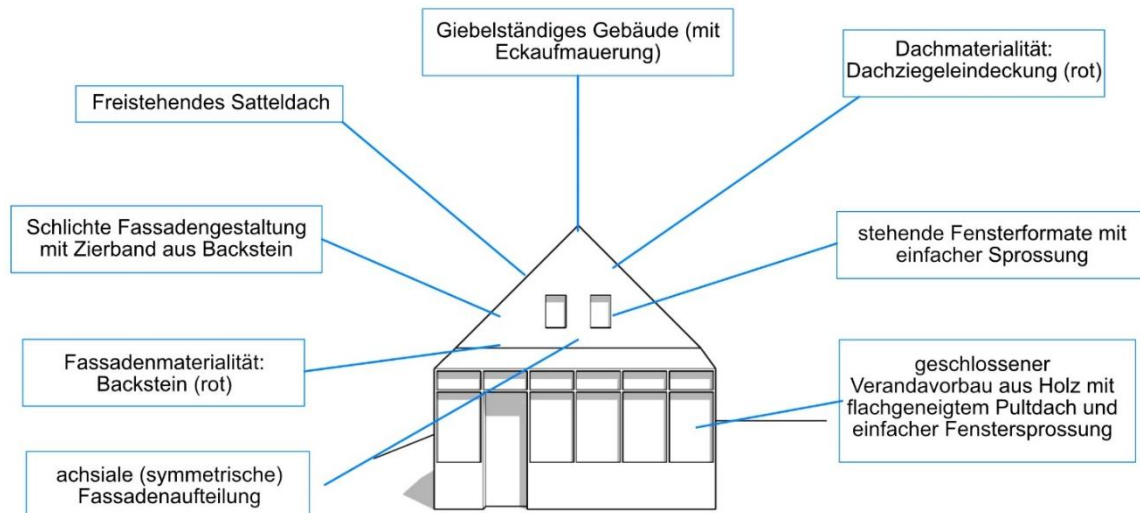 Giebelständiges Gebäude (mit
Eckaufmauerung)
Dachmaterialität:
Dachziegeleindeckung (rot)
Freistehendes Satteldach
Schlichte Fassadengestaltung
mit Zierband aus Backstein
stehende Fensterformate mit
einfacher Sprossung
Fassadenmaterialität:
Backstein (rot)
geschlossener
Verandavorbau aus Holz mit
flachgeneigtem Pultdach und
einfacher Fenstersprossung
achsiale (symmetrische)
Fassadenaufteilung